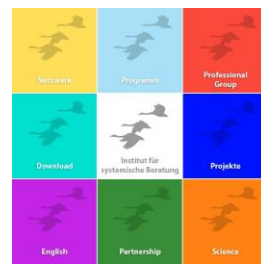 Netzwerk
Programm
Professional
Group
Download
Institut für
systemische Beratung
Projekte
English
Partnership
Science